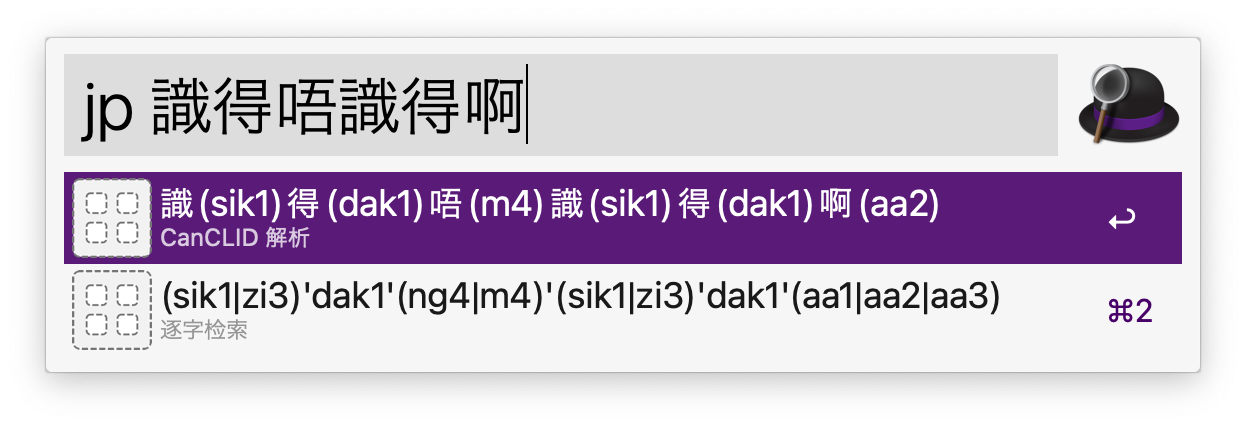 jp 識得唔識得啊
識(sik1)得(dak1)唔(m4)識(sik1)得(dak1)啊(aa2)
CanCLID 解析
(sik1|zi3)'dak1'(ng4|m4)'(sik1|zi3)'dak1'(aa1|aa2|aa3)
逐字检索
⌘2